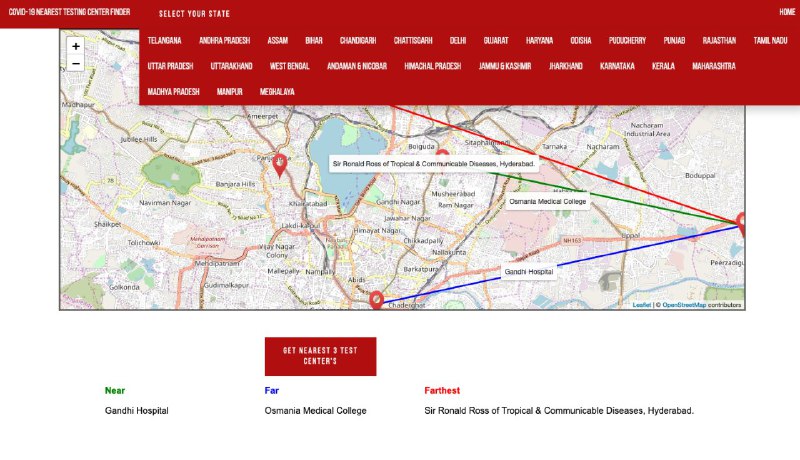 COVID-19 NEAREST TESTING CENTER FINDER
SELECT YOUR STATE
HOME
TELANGANA ANDHRA PRADESH ASSAM BIHAR CHANDIGARH CHATTISGARH DELHI GUJARAT HARYANA ODISHA PUDUCHERRY PUNJAB RAJASTHAN TAMIL NADU
UTTAR PRADESH UTTARAKHAND WEST BENGAL ANDAMAN & NICOBAR HIMACHAL PRADESH JAMMU & KASHMIR JHARKHAND KARNATAKA KERALA MAHARASHTRA
MADHYA PRADESH MANIPUR MEGHALAYA
+
−
Madhapur
Ameerpet
Jubilee Hills
Boiguda
Sitaphalmandi
Tarnaka
Nacharam
Nacharam
Industrial Area
Sir Ronald Ross of Tropical & Communicable Diseases, Hyderabad.
Banjara Hills
Boduppal
Navnirman Nagar
Khairatabad
Gandhi Nagar
Musheerabad
Ram Nagar
Osmania Medical College
Shaikpet
Lakdi-ka-pul
Jawahar Nagar
Himayat Nagar
Tolichowki
Mehdipatnam
Garrison
Vijay Nagar
Colony
Chikkadpally
Nallakunta
NH163
Uppal
Mehdipatnam
Mallepally
Nampally
Barkatpura
Gandhi Hospital
Peerzadig
Golkonda
Gudimalkapur
Abids
Chaderghat
Leaflet | © OpenStreetMap contributors
GET NEAREST 3 TEST
CENTER'S
Near
Far
Farthest
Gandhi Hospital
Osmania Medical College
Sir Ronald Ross of Tropical & Communicable Diseases, Hyderabad.